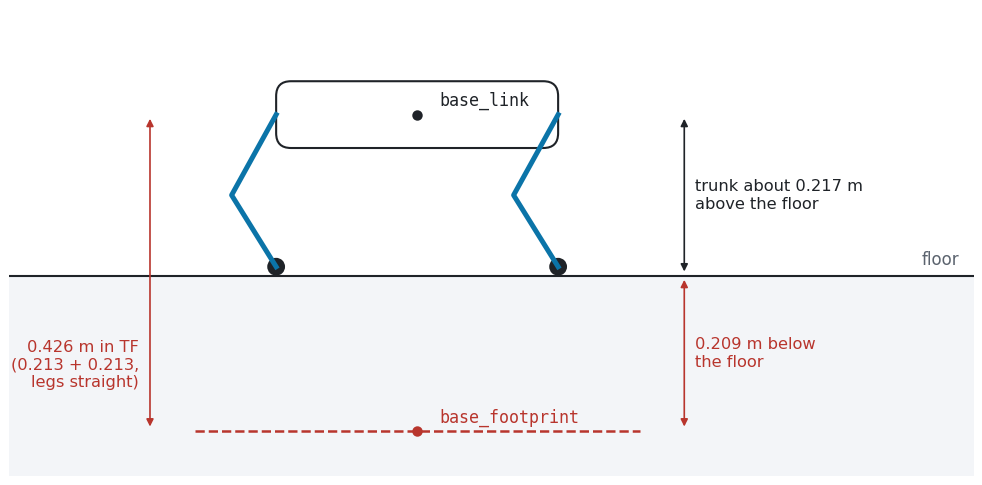 base_link
trunk about 0.217 m
above the floor
floor
0.426 m in TF
(0.213 + 0.213,
legs straight)
0.209 m below
the floor
base_footprint